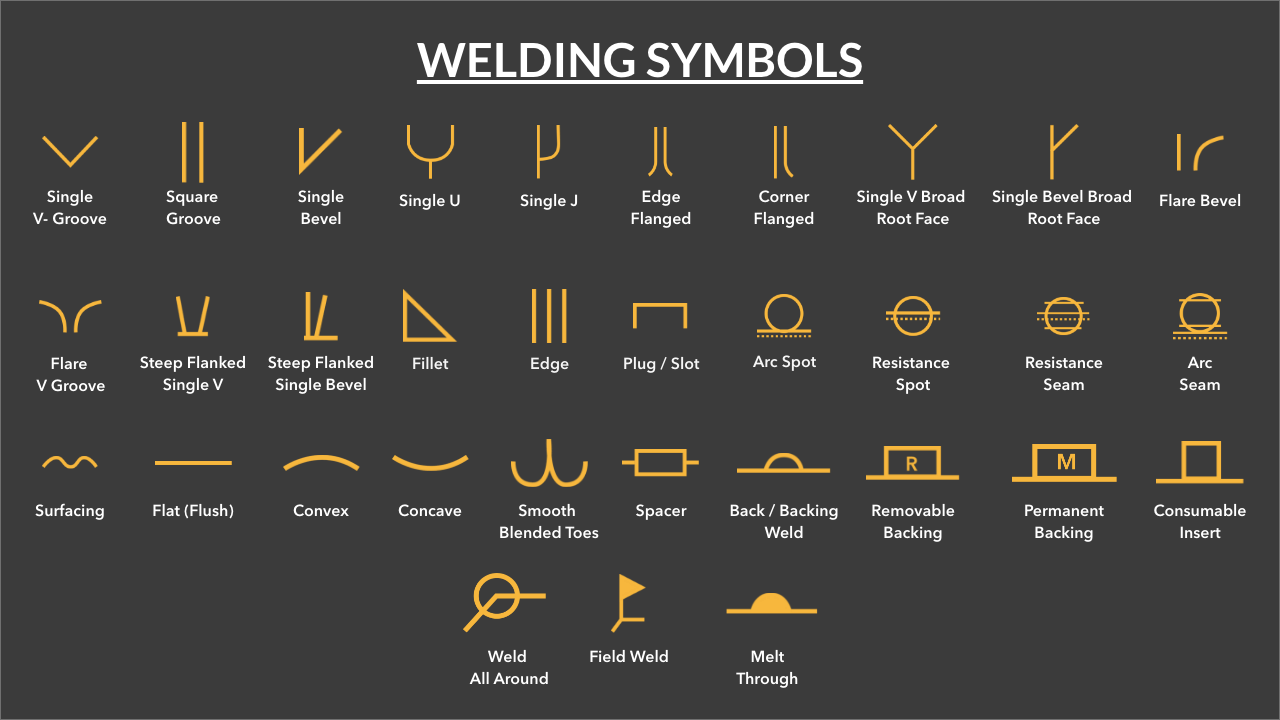 WELDING SYMBOLS
Single
V- Groove
Square
Groove
Single
Bevel
Single U
Single J
Edge
Flanged
Corner
Flanged
Single V Broad
Root Face
Single Bevel Broad
Root Face
Flare Bevel
Flare
V Groove
Steep Flanked
Single V
Steep Flanked
Single Bevel
Fillet
Edge
Plug / Slot
Arc Spot
Resistance
Spot
Resistance
Seam
Arc
Seam
Surfacing
Flat (Flush)
Convex
Concave
Smooth
Blended Toes
Spacer
Back / Backing
Weld
R
Removable
Backing
M
Permanent
Backing
Consumable
Insert
Weld
All Around
Field Weld
Melt
Through